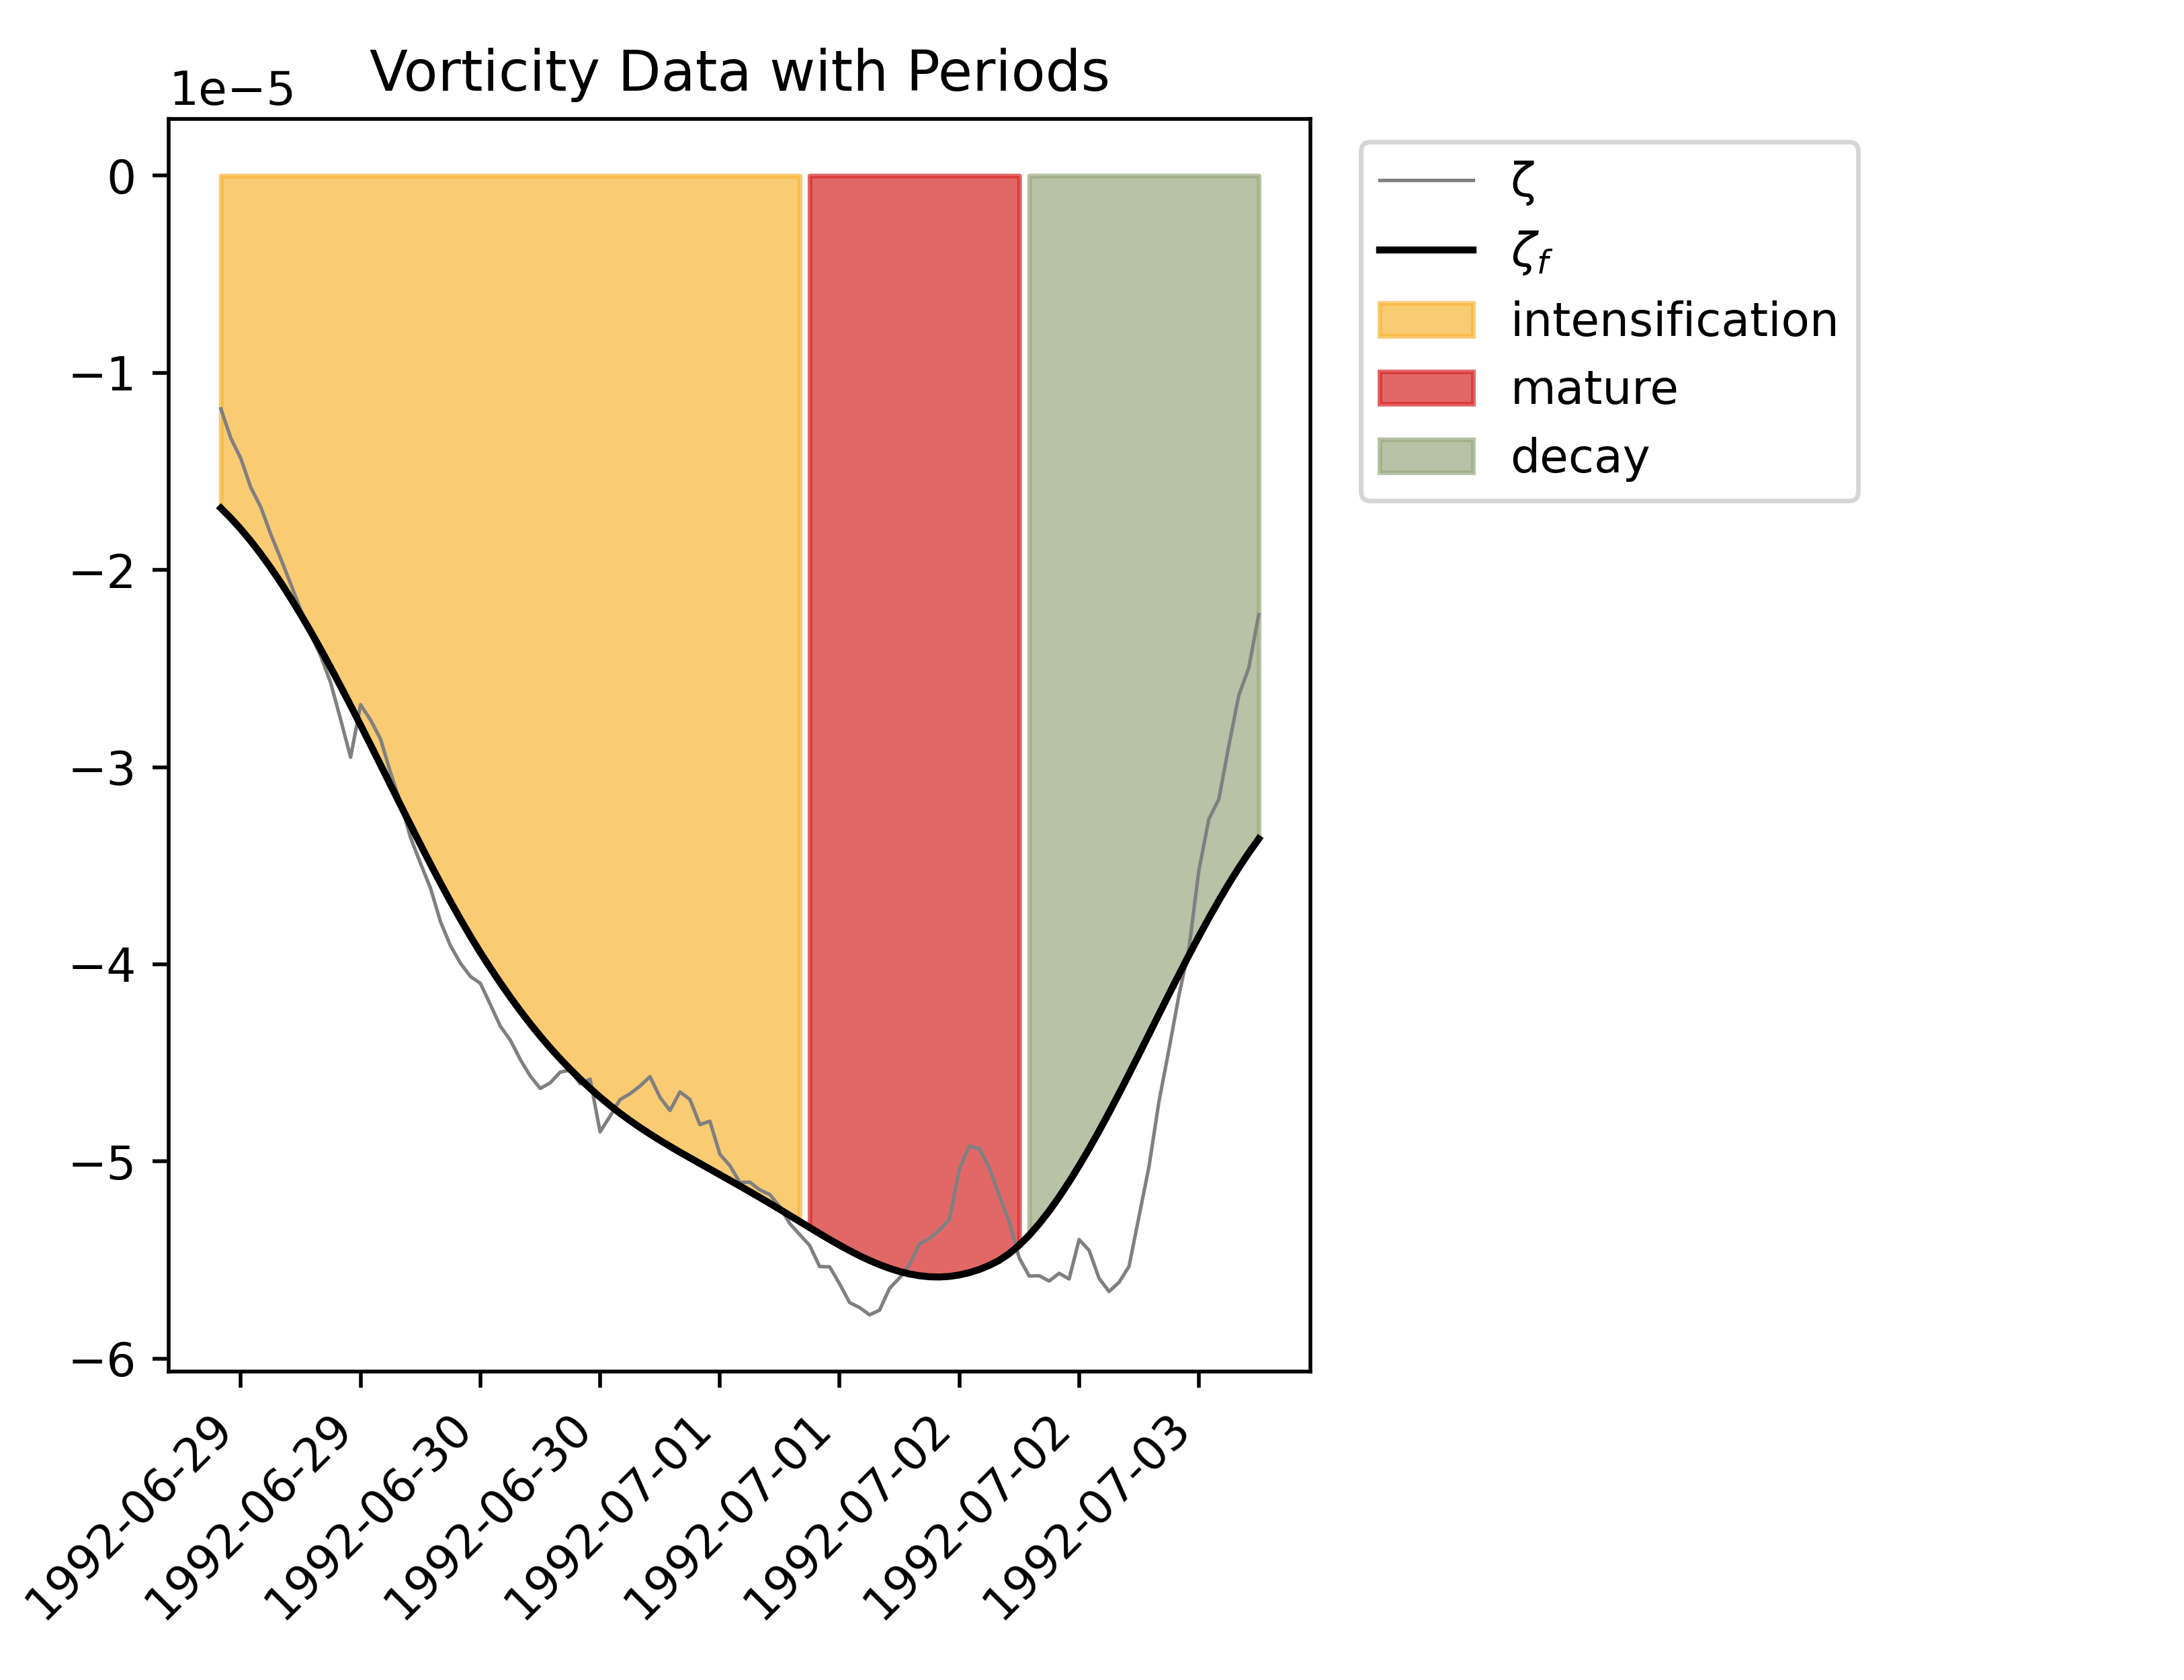 Vorticity Data with Periods
1e−5
0
−1
−2
−3
−4
−5
−6
1992-06-29
1992-06-29
1992-06-30
1992-06-30
1992-07-01
1992-07-01
1992-07-02
1992-07-02
1992-07-03
ζ
ζf
intensification
mature
decay